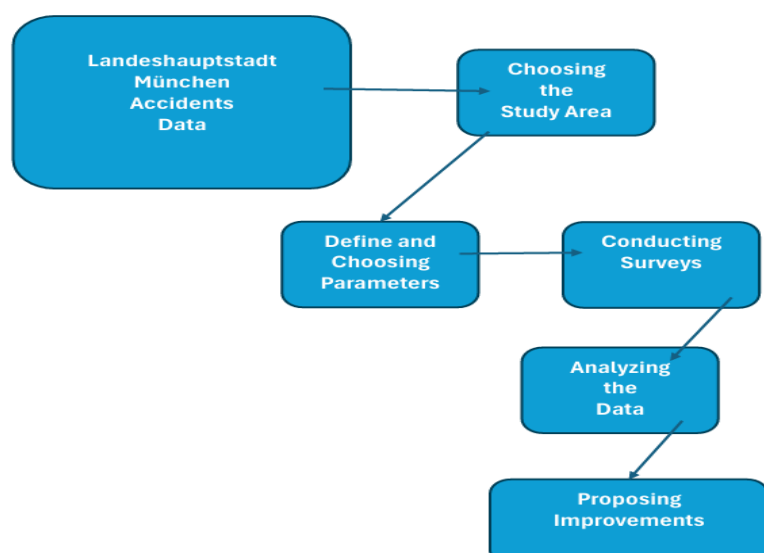 Landeshauptstadt
München
Accidents
Data
Choosing
the
Study Area
Define and
Choosing
Parameters
Conducting
Surveys
Analyzing
the
Data
Proposing
Improvements